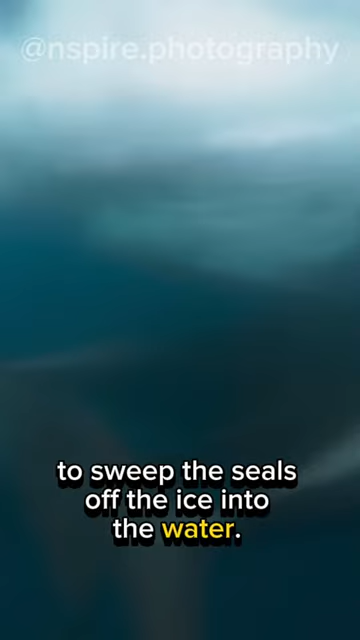 @nspire.photography
to sweep the seals
off the ice into
the water.